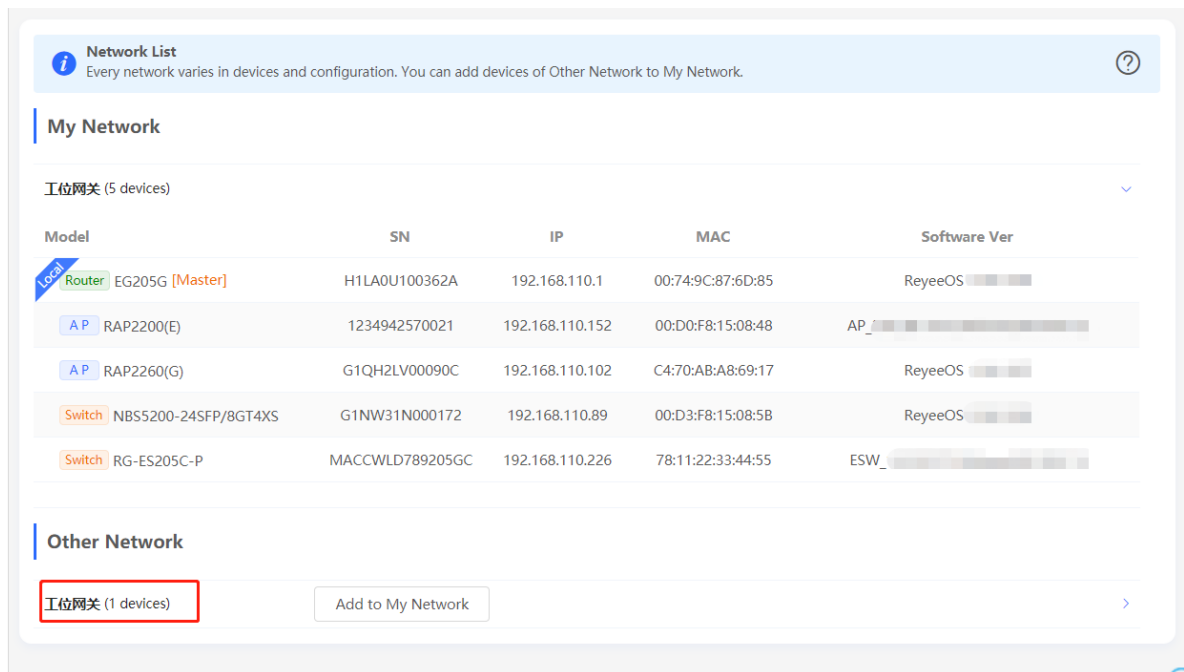 Network List
Every network varies in devices and configuration. You can add devices of Other Network to My Network.
My Network
工位网关 (5 devices)
Model SN IP MAC Software Ver
Local Router EG205G [Master] H1LA0U100362A 192.168.110.1 00:74:9C:87:6D:85 ReyeeOS
AP RAP2200(E) 1234942570021 192.168.110.152 00:D0:F8:15:08:48 AP_
AP RAP2260(G) G1QH2LV00090C 192.168.110.102 C4:70:AB:A8:69:17 ReyeeOS
Switch NBS5200-24SFP/8GT4XS G1NW31N000172 192.168.110.89 00:D3:F8:15:08:5B ReyeeOS
Switch RG-ES205C-P MACCWLD789205GC 192.168.110.226 78:11:22:33:44:55 ESW_
Other Network
工位网关 (1 devices) Add to My Network